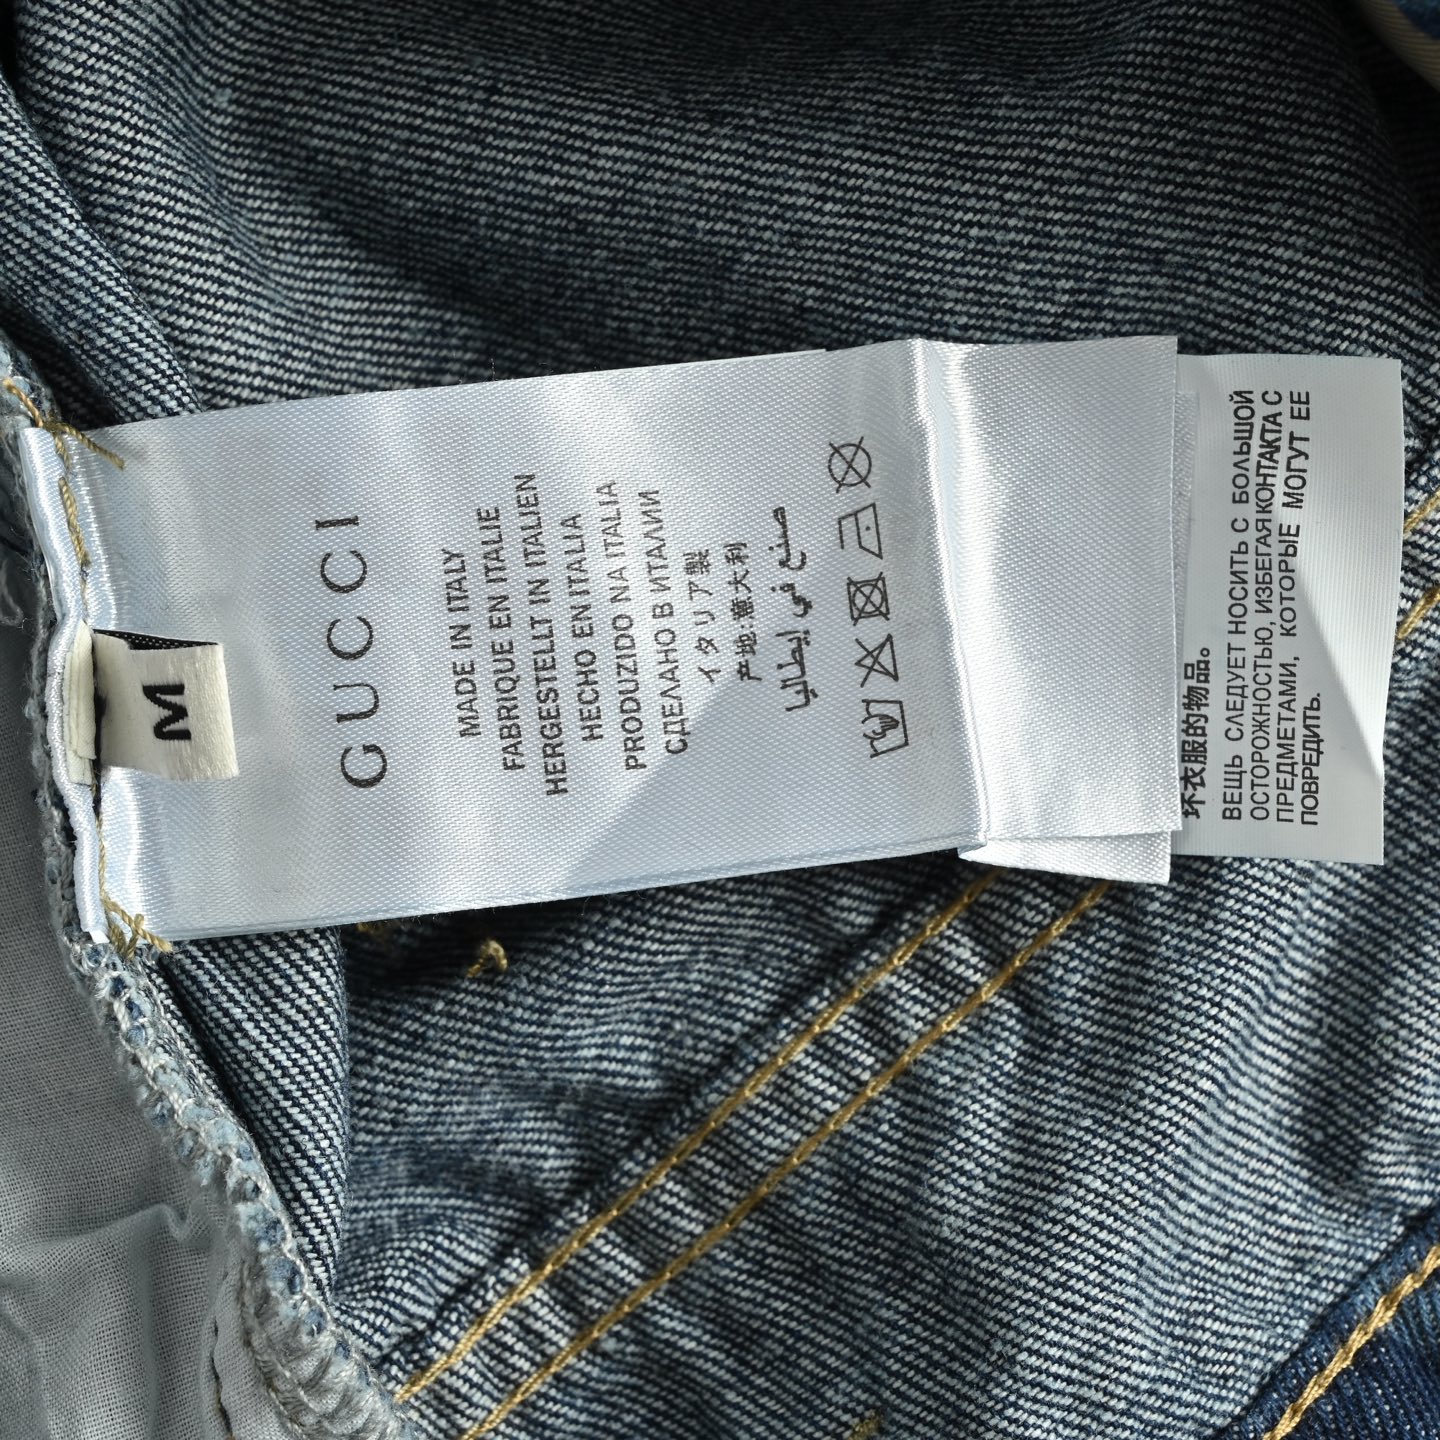 M
GUCCI
MADE IN ITALY
FABRIQUE EN ITALIE
HERGESTELLT IN ITALIEN
HECHO EN ITALIA
PRODUZIDO NA ITALIA
СДЕЛАНО В ИТАЛИИ
イタリア製
产地:意大利
صنع في إيطاليا
坏衣服的物品。
ВЕЩЬ СЛЕДУЕТ НОСИТЬ С БОЛЬШОЙ
ОСТОРОЖНОСТЬЮ, ИЗБЕГАЯ КОНТАКТА С
ПРЕДМЕТАМИ, КОТОРЫЕ МОГУТ ЕЕ
ПОВРЕДИТЬ.